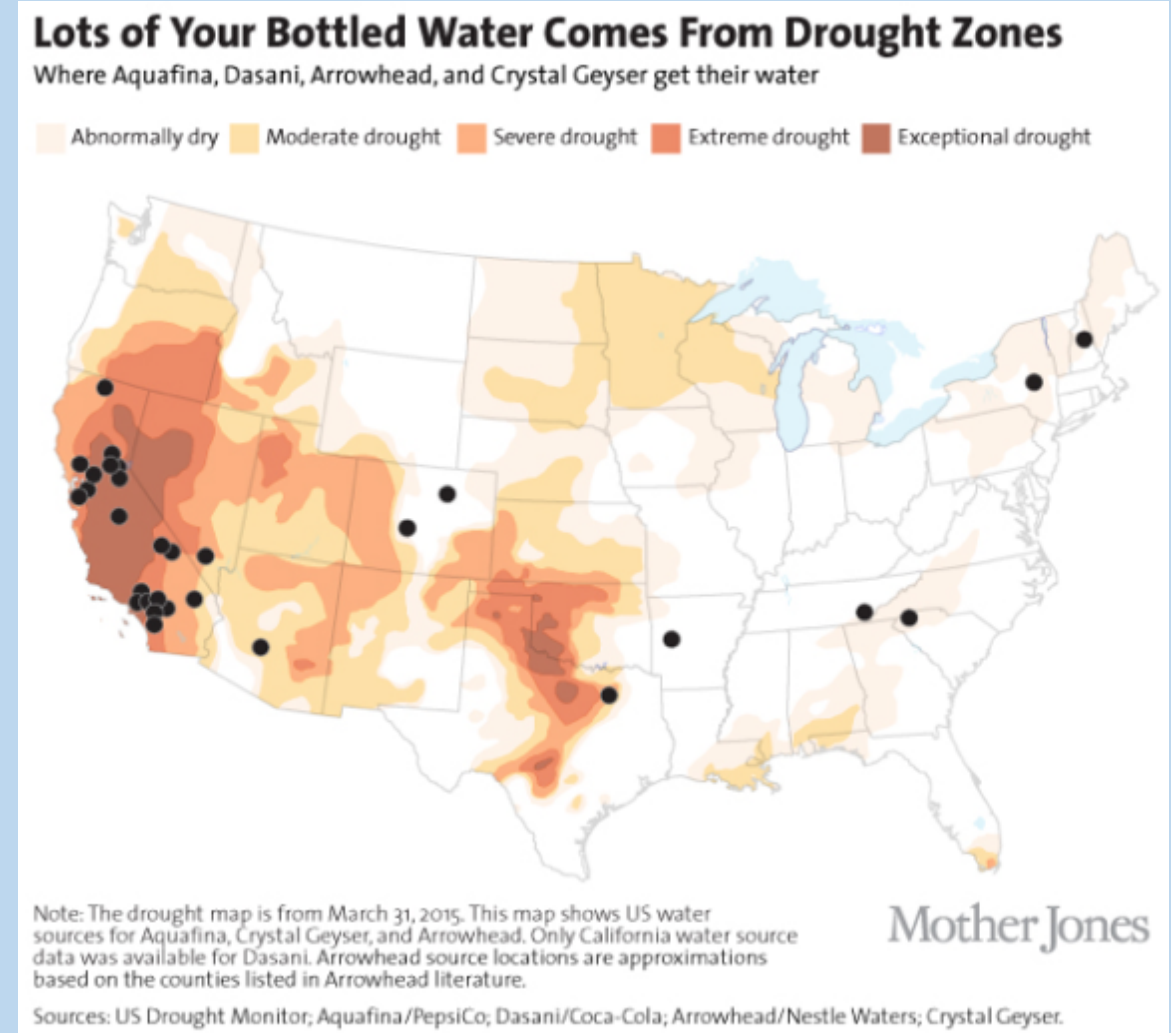 Lots of Your Bottled Water Comes From Drought Zones
Where Aquafina, Dasani, Arrowhead, and Crystal Geyser get their water
Abnormally dry Moderate drought Severe drought Extreme drought Exceptional drought
Note: The drought map is from March 31, 2015. This map shows US water
sources for Aquafina, Crystal Geyser, and Arrowhead. Only California water source
data was available for Dasani. Arrowhead source locations are approximations
based on the counties listed in Arrowhead literature.
Mother Jones
Sources: US Drought Monitor; Aquafina/PepsiCo; Dasani/Coca-Cola; Arrowhead/Nestle Waters; Crystal Geyser.